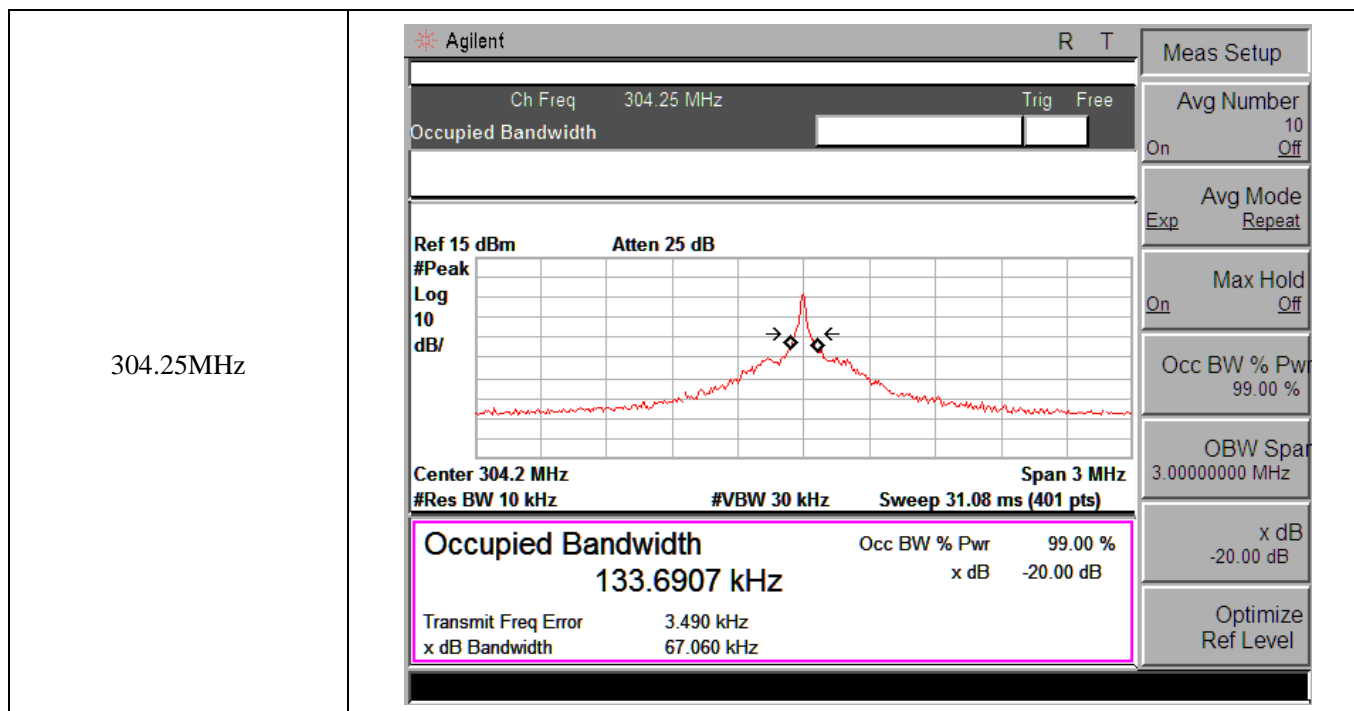 304.25MHz
Agilent R T
Ch Freq 304.25 MHz Trig Free
Occupied Bandwidth
Ref 15 dBm Atten 25 dB
#Peak
Log
10
dB/
Center 304.2 MHz Span 3 MHz
#Res BW 10 kHz #VBW 30 kHz Sweep 31.08 ms (401 pts)
Occupied Bandwidth Occ BW % Pwr 99.00 %
133.6907 kHz x dB -20.00 dB
Transmit Freq Error 3.490 kHz
x dB Bandwidth 67.060 kHz
Meas Setup
Avg Number
10
On Off
Avg Mode
Exp Repeat
Max Hold
On Off
Occ BW % Pwr
99.00 %
OBW Span
3.00000000 MHz
x dB
-20.00 dB
Optimize
Ref Level